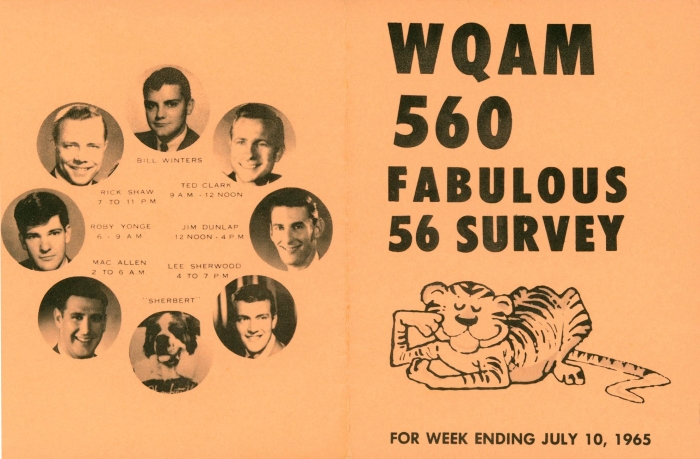 BILL WINTERS
RICK SHAW
7 TO 11 P.M
TED CLARK
9 A M - 12 NOON
ROBY YONGE
6 - 9 A M
JIM DUNLAP
12 NOON - 4 P M
MAC ALLEN
2 TO 6 A M
LEE SHERWOOD
4 TO 7 P M
"SHERBERT"
WQAM
560
FABULOUS
56 SURVEY
FOR WEEK ENDING JULY 10, 1965